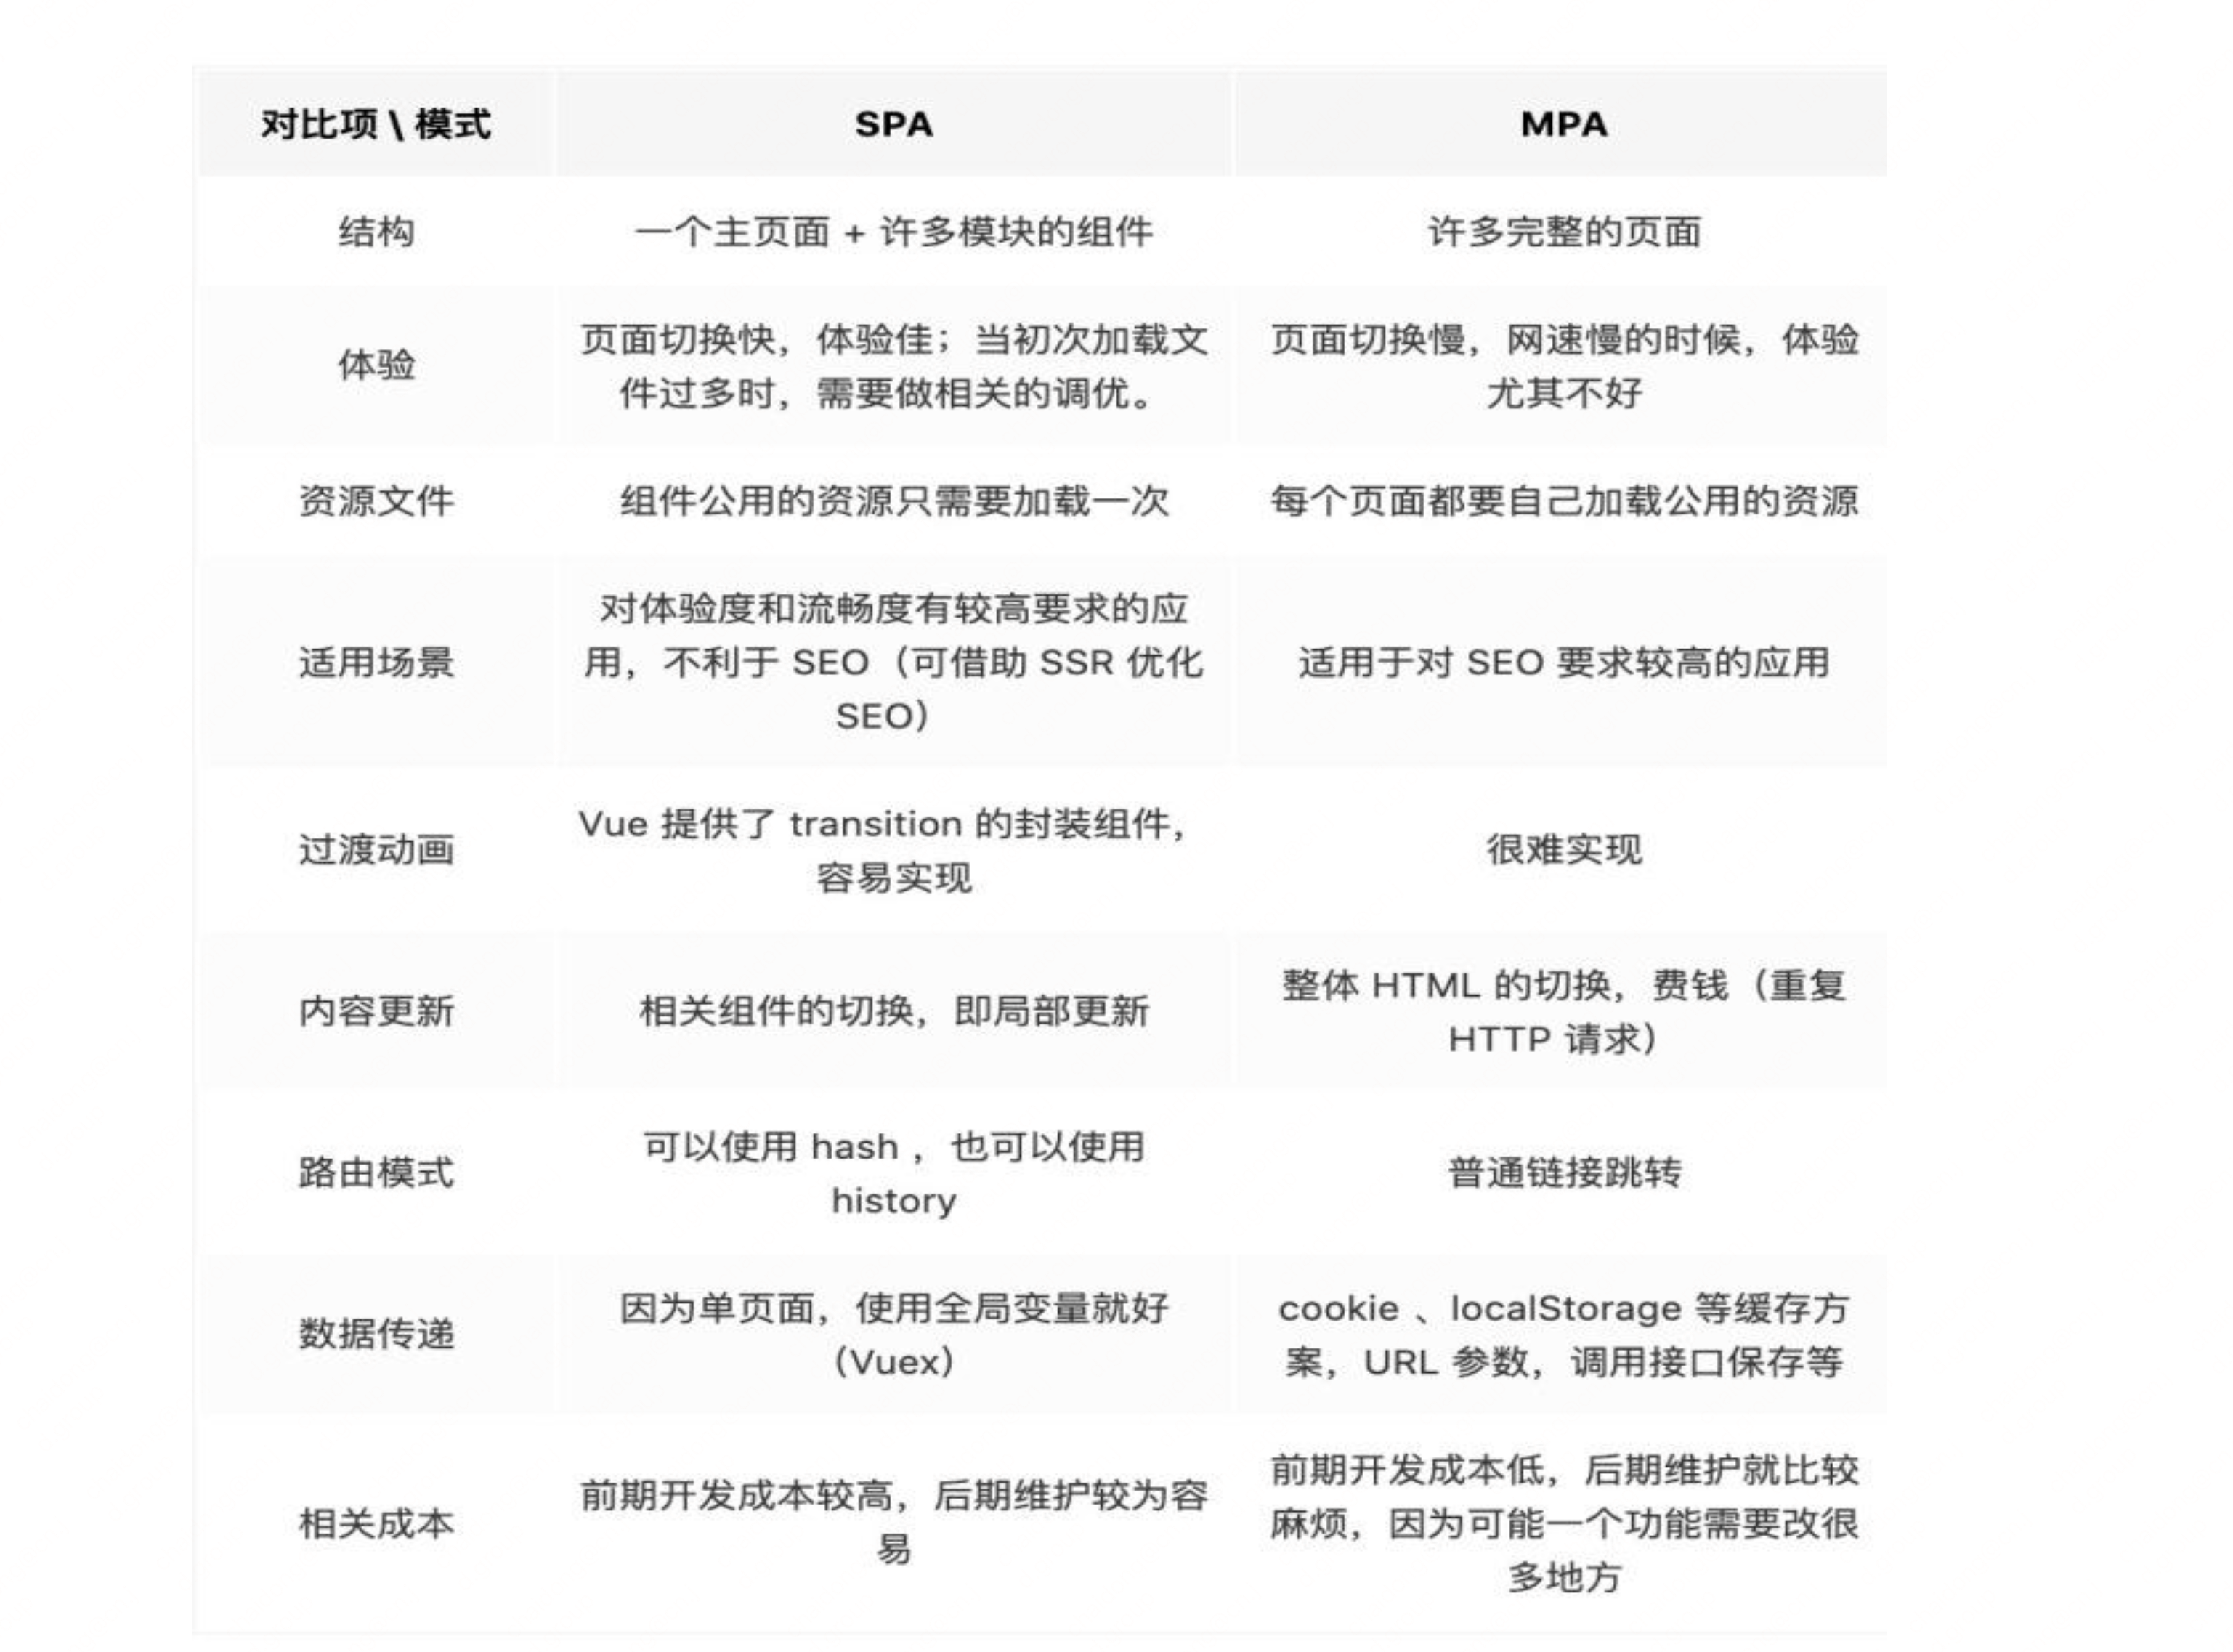 对比项 \ 模式 SPA MPA
结构 一个主页面 + 许多模块的组件 许多完整的页面
体验
页面切换快，体验佳；当初次加载文
件过多时，需要做相关的调优。
页面切换慢，网速慢的时候，体验
尤其不好
资源文件 组件公用的资源只需要加载一次 每个页面都要自己加载公用的资源
适用场景
对体验度和流畅度有较高要求的应
用，不利于 SEO（可借助 SSR 优化
SEO）
适用于对 SEO 要求较高的应用
过渡动画
Vue 提供了 transition 的封装组件，
容易实现
很难实现
内容更新
相关组件的切换，即局部更新
整体 HTML 的切换，费钱（重复
HTTP 请求）
路由模式
可以使用 hash ，也可以使用
history
普通链接跳转
数据传递
因为单页面，使用全局变量就好
（Vuex）
cookie 、localStorage 等缓存方
案，URL 参数，调用接口保存等
相关成本
前期开发成本较高，后期维护较为容
易
前期开发成本低，后期维护就比较
麻烦，因为可能一个功能需要改很
多地方